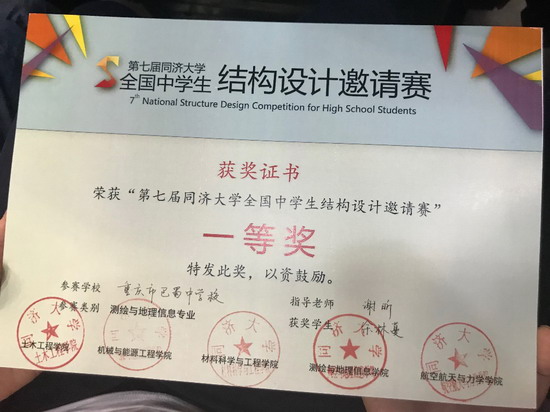 第七届同济大学
全国中学生 结构设计邀请赛
7th National Structure Design Competition for High School Students
获奖证书
荣获“第七届同济大学全国中学生结构设计邀请赛”
一等奖
特发此奖，以资鼓励。
参赛学校 重庆市巴蜀中学校
指导老师 谢昕
参赛类别 测绘与地理信息专业
获奖学生
土木工程学院
机械与能源工程学院
材料科学与工程学院
测绘与地理信息学院
航空航天与力学学院